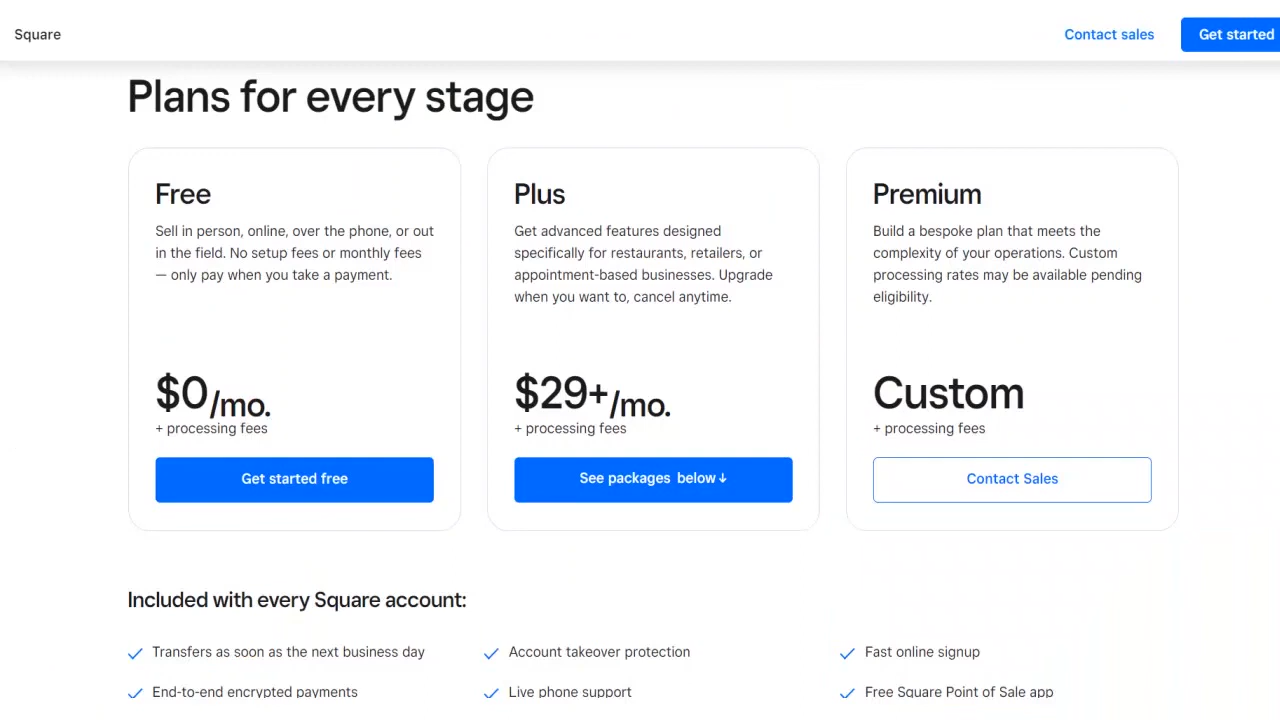 Square
Contact sales
Get started
Plans for every stage
Free
Sell in person, online, over the phone, or out
in the field. No setup fees or monthly fees
— only pay when you take a payment.
$0/mo.
+ processing fees
Get started free
Plus
Get advanced features designed
specifically for restaurants, retailers, or
appointment-based businesses. Upgrade
when you want to, cancel anytime.
$29+/mo.
+ processing fees
See packages below ↓
Premium
Build a bespoke plan that meets the
complexity of your operations. Custom
processing rates may be available pending
eligibility.
Custom
+ processing fees
Contact Sales
Included with every Square account:
Transfers as soon as the next business day
Account takeover protection
Fast online signup
End-to-end encrypted payments
Live phone support
Free Square Point of Sale app